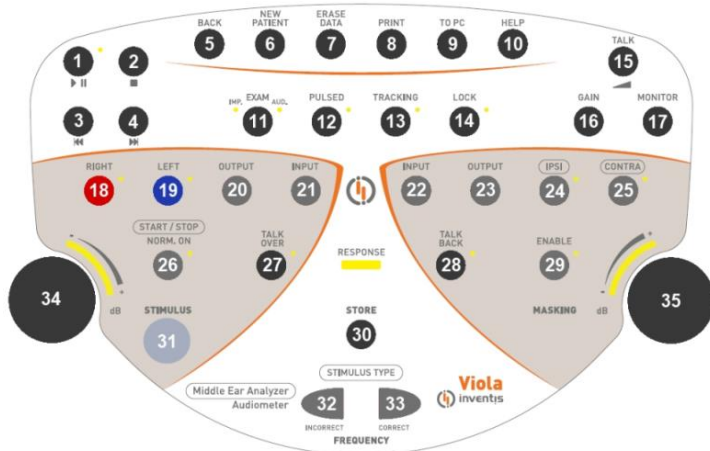 BACK
NEW
PATIENT
ERASE
DATA
PRINT
TO PC
HELP
5
6
7
8
9
10
TALK
1
2
15
IMP.
EXAM
AUD.
PULSED
TRACKING
LOCK
GAIN
MONITOR
3
4
11
12
13
14
16
17
RIGHT
LEFT
OUTPUT
INPUT
INPUT
OUTPUT
IPSI
CONTRA
18
19
20
21
22
23
24
25
START / STOP
NORM. ON
TALK
OVER
RESPONSE
TALK
BACK
ENABLE
26
27
28
29
34
35
dB
STIMULUS
STORE
MASKING
dB
31
30
STIMULUS TYPE
Middle Ear Analyzer
Audiometer
32
33
Viola
inventis
INCORRECT
CORRECT
FREQUENCY